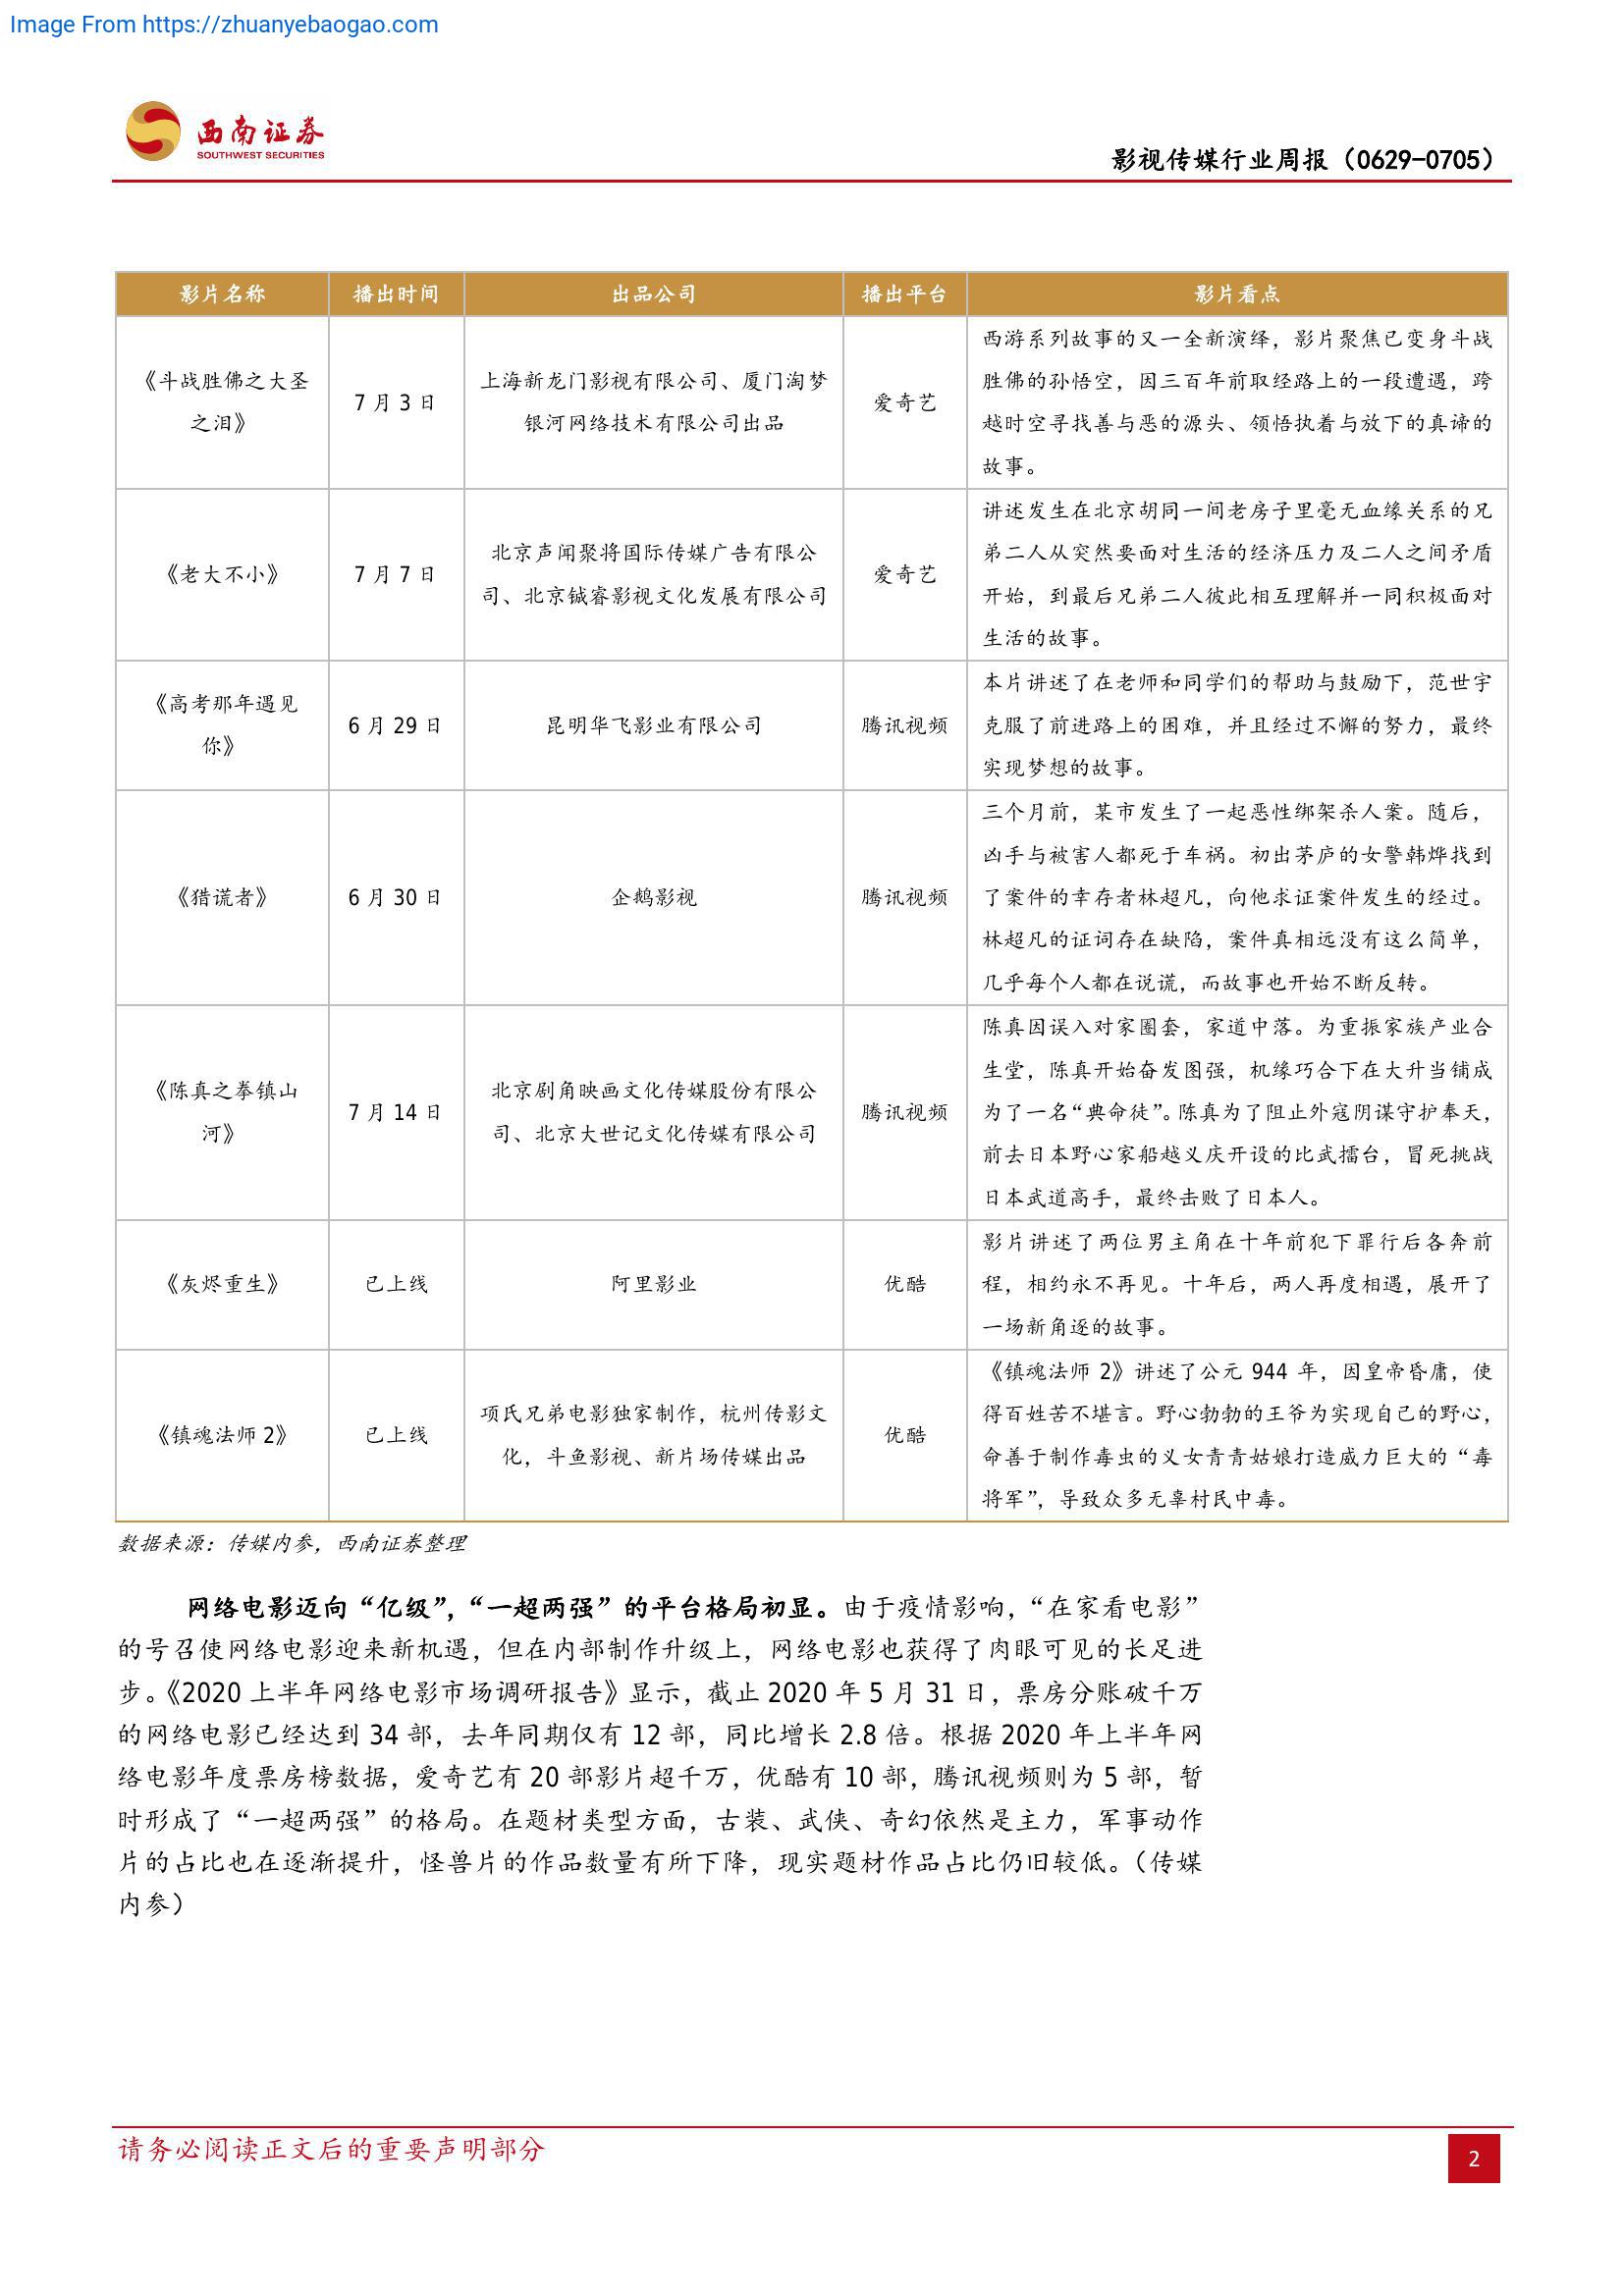 Image From https://zhuanyebaogao.com
西南证券
SOUTHWEST SECURITIES
影视传媒行业周报（0629-0705）
影片名称 播出时间 出品公司 播出平台 影片看点
《斗战胜佛之大圣
之泪》
7 月 3 日
上海新龙门影视有限公司、厦门淘梦
银河网络技术有限公司出品
爱奇艺
西游系列故事的又一全新演绎，影片聚焦已变身斗战
胜佛的孙悟空，因三百年前取经路上的一段遭遇，跨
越时空寻找善与恶的源头、领悟执着与放下的真谛的
故事。
《老大不小》
7 月 7 日
北京声闻聚将国际传媒广告有限公
司、北京铖睿影视文化发展有限公司
爱奇艺
讲述发生在北京胡同一间老房子里毫无血缘关系的兄
弟二人从突然要面对生活的经济压力及二人之间矛盾
开始，到最后兄弟二人彼此相互理解并一同积极面对
生活的故事。
《高考那年遇见
你》
6 月 29 日
昆明华飞影业有限公司
腾讯视频
本片讲述了在老师和同学们的帮助与鼓励下，范世宇
克服了前进路上的困难，并且经过不懈的努力，最终
实现梦想的故事。
《猎谎者》
6 月 30 日
企鹅影视
腾讯视频
三个月前，某市发生了一起恶性绑架杀人案。随后，
凶手与被害人都死于车祸。初出茅庐的女警韩烨找到
了案件的幸存者林超凡，向他求证案件发生的经过。
林超凡的证词存在缺陷，案件真相远没有这么简单，
几乎每个人都在说谎，而故事也开始不断反转。
《陈真之拳镇山
河》
7 月 14 日
北京剧角映画文化传媒股份有限公
司、北京大世记文化传媒有限公司
腾讯视频
陈真因误入对家圈套，家道中落。为重振家族产业合
生堂，陈真开始奋发图强，机缘巧合下在大升当铺成
为了一名“典命徒”。陈真为了阻止外寇阴谋守护奉天，
前去日本野心家船越义庆开设的比武擂台，冒死挑战
日本武道高手，最终击败了日本人。
《灰烬重生》
已上线
阿里影业
优酷
影片讲述了两位男主角在十年前犯下罪行后各奔前
程，相约永不再见。十年后，两人再度相遇，展开了
一场新角逐的故事。
《镇魂法师 2》
已上线
项氏兄弟电影独家制作，杭州传影文
化，斗鱼影视、新片场传媒出品
优酷
《镇魂法师 2》讲述了公元 944 年，因皇帝昏庸，使
得百姓苦不堪言。野心勃勃的王爷为实现自己的野心，
命善于制作毒虫的义女青青姑娘打造威力巨大的“毒
将军”，导致众多无辜村民中毒。
数据来源：传媒内参，西南证券整理
网络电影迈向“亿级”，“一超两强”的平台格局初显。由于疫情影响，“在家看电影”
的号召使网络电影迎来新机遇，但在内部制作升级上，网络电影也获得了肉眼可见的长足进
步。《2020 上半年网络电影市场调研报告》显示，截止 2020 年 5 月 31 日，票房分账破千万
的网络电影已经达到 34 部，去年同期仅有 12 部，同比增长 2.8 倍。根据 2020 年上半年网
络电影年度票房榜数据，爱奇艺有 20 部影片超千万，优酷有 10 部，腾讯视频则为 5 部，暂
时形成了“一超两强”的格局。在题材类型方面，古装、武侠、奇幻依然是主力，军事动作
片的占比也在逐渐提升，怪兽片的作品数量有所下降，现实题材作品占比仍旧较低。（传媒
内参）
请务必阅读正文后的重要声明部分
2